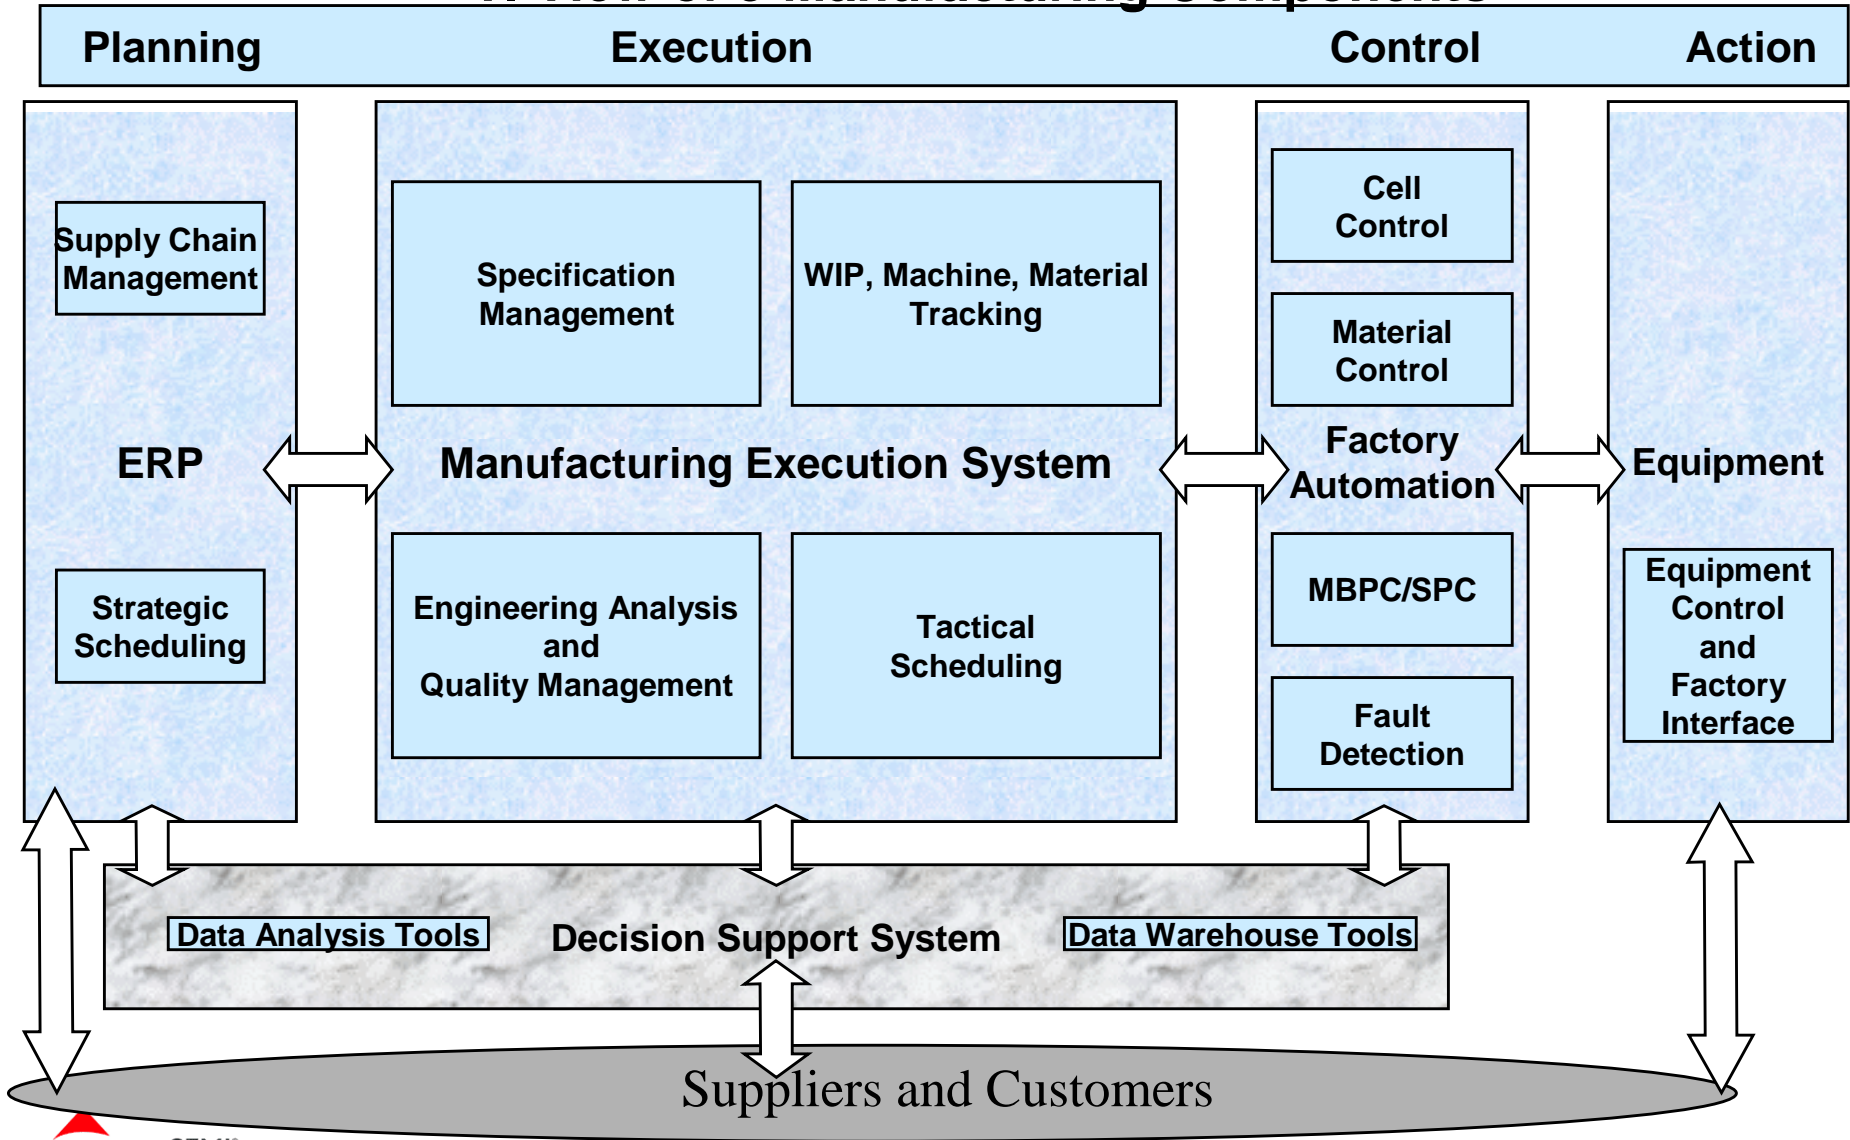 Manufacturing Components
Planning Execution Control Action
Supply Chain
Management
ERP
Strategic
Scheduling
Specification
Management
WIP, Machine, Material
Tracking
Manufacturing Execution System
Engineering Analysis
and
Quality Management
Tactical
Scheduling
Cell
Control
Material
Control
Factory
Automation
MBPC/SPC
Fault
Detection
Equipment
Equipment
Control
and
Factory
Interface
Data Analysis Tools
Decision Support System
Data Warehouse Tools
Suppliers and Customers